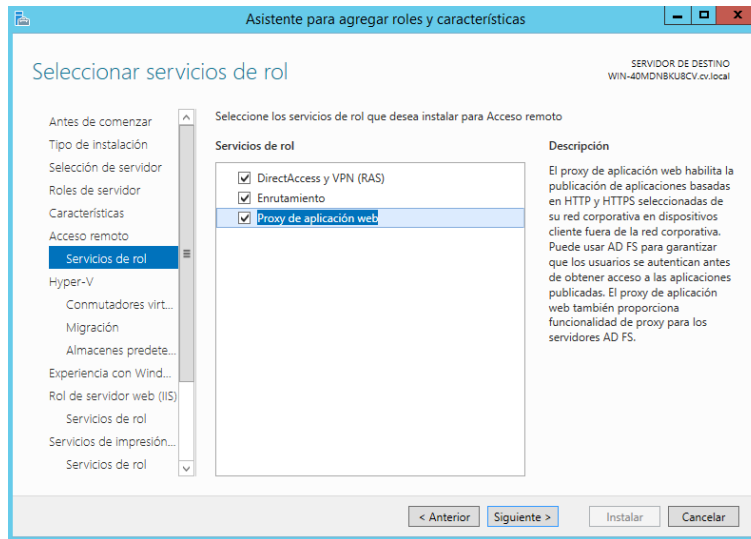 Asistente para agregar roles y características
Seleccionar servicios de rol
SERVIDOR DE DESTINO
WIN-40MDNBKU8CV.cv.local
Antes de comenzar
Tipo de instalación
Selección de servidor
Roles de servidor
Características
Acceso remoto
Servicios de rol
Hyper-V
Conmutadores virt...
Migración
Almacenes predete...
Experiencia con Wind...
Rol de servidor web (IIS)
Servicios de rol
Servicios de impresión...
Servicios de rol
Seleccione los servicios de rol que desea instalar para Acceso remoto
Servicios de rol
DirectAccess y VPN (RAS)
Enrutamiento
Proxy de aplicación web
Descripción
El proxy de aplicación web habilita la
publicación de aplicaciones basadas
en HTTP y HTTPS seleccionadas de
su red corporativa en dispositivos
cliente fuera de la red corporativa.
Puede usar AD FS para garantizar
que los usuarios se autentican antes
de obtener acceso a las aplicaciones
publicadas. El proxy de aplicación
web también proporciona
funcionalidad de proxy para los
servidores AD FS.
< Anterior
Siguiente >
Instalar
Cancelar